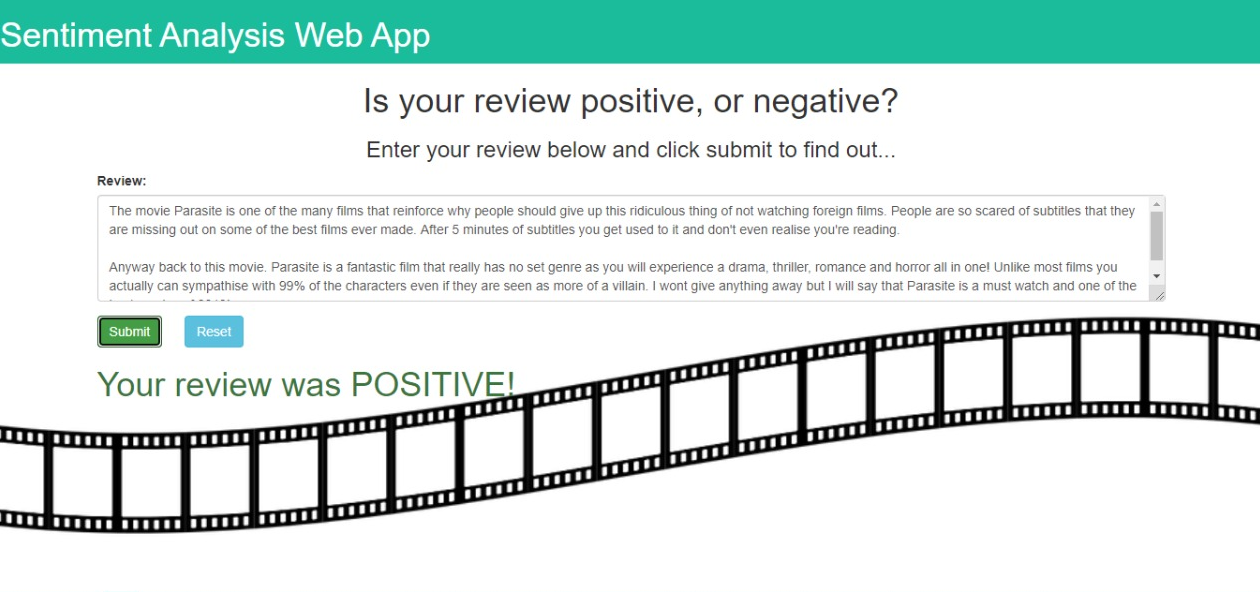 Sentiment Analysis Web App
Is your review positive, or negative?
Enter your review below and click submit to find out...
Review:
The movie Parasite is one of the many films that reinforce why people should give up this ridiculous thing of not watching foreign films. People are so scared of subtitles that they
are missing out on some of the best films ever made. After 5 minutes of subtitles you get used to it and don't even realise you're reading.
Anyway back to this movie. Parasite is a fantastic film that really has no set genre as you will experience a drama, thriller, romance and horror all in one! Unlike most films you
actually can sympathise with 99% of the characters even if they are seen as more of a villain. I wont give anything away but I will say that Parasite is a must watch and one of the
Submit
Reset
Your review was POSITIVE!